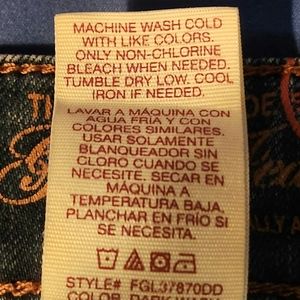 MACHINE WASH COLD
WITH LIKE COLORS.
ONLY NON-CHLORINE
BLEACH WHEN NEEDED.
TUMBLE DRY LOW. COOL
IRON IF NEEDED.
LAVAR A MÁQUINA CON
AGUA FRÍA Y CON
COLORES SIMILARES.
USAR SOLAMENTE
BLANQUEADOR SIN
CLORO CUANDO SE
NECESITE. SECAR EN
MÁQUINA A
TEMPERATURA BAJA.
PLANCHAR EN FRÍO SI
SE NECESITA.
STYLE# FGL37870DD
COLOR